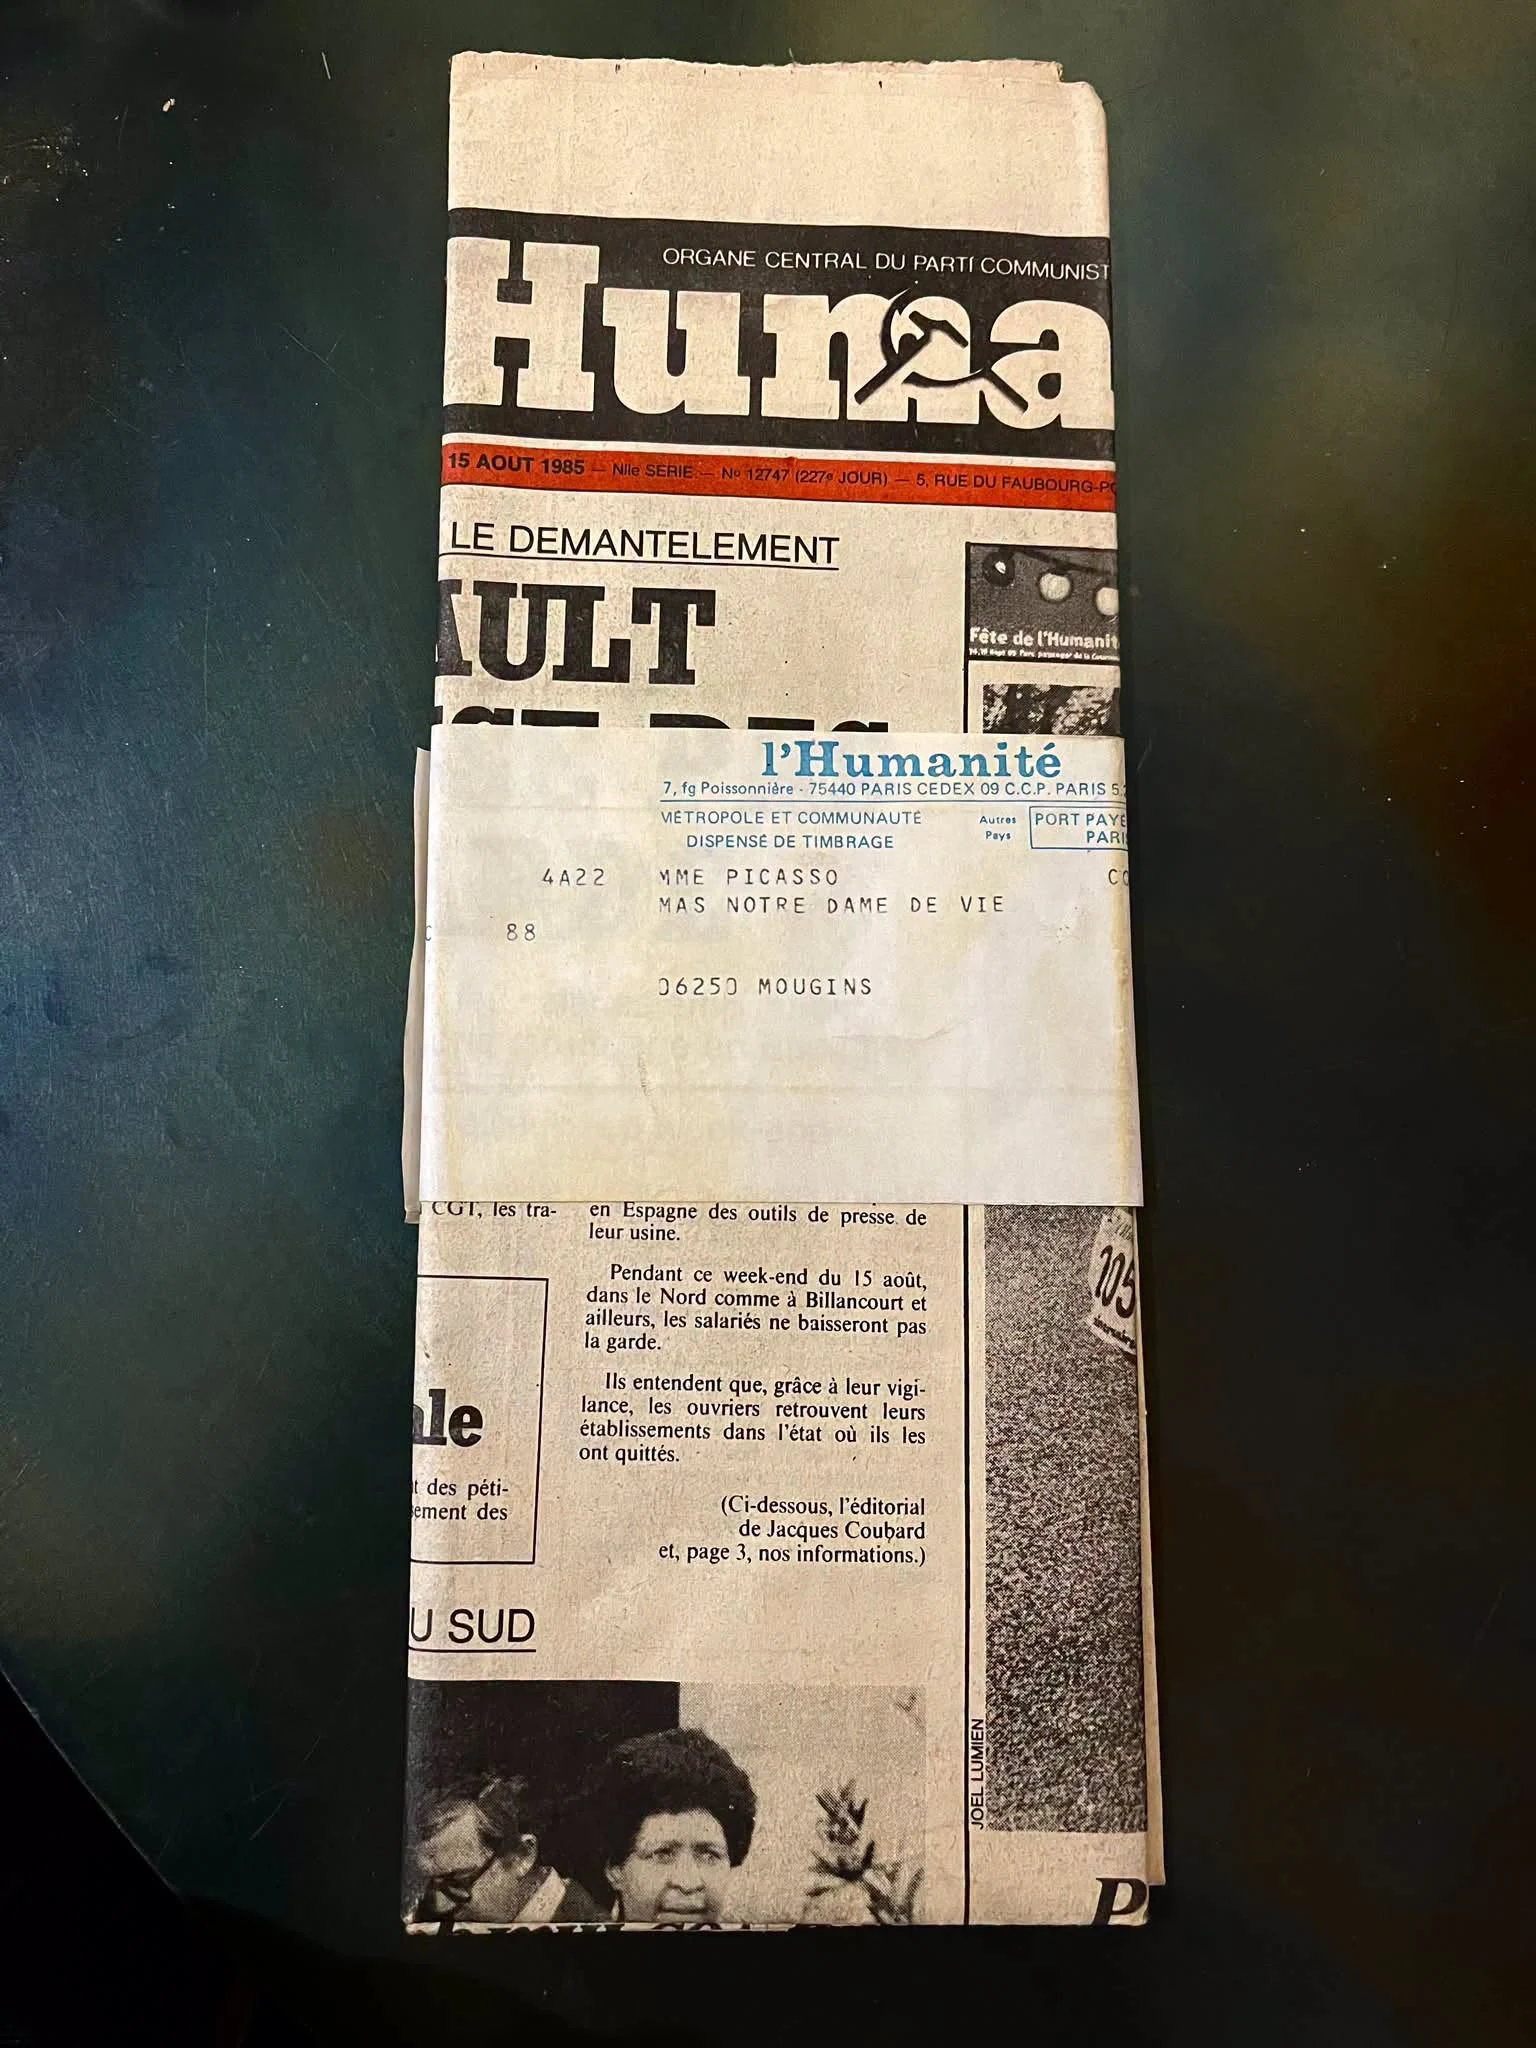 ORGANE CENTRAL DU PARTI COMMUNIST
Huma
15 AOUT 1985 — Nlle SERIE — No 12747 (227e JOUR) — 5, RUE DU FAUBOURG-PO
LE DEMANTELEMENT
AULT
Fête de l'Humanit
l'Humanité
7, fg Poissonnière - 75440 PARIS CEDEX 09 C.C.P. PARIS 5
METROPOLE ET COMMUNAUTÉ
DISPENSÉ DE TIMBRAGE
Autres
Pays
PORT PAYE
PARI
4A22 MME PICASSO CO
MAS NOTRE DAME DE VIE
C 88
06250 MOUGINS
CGT, les tra-
en Espagne des outils de presse de
leur usine.
Pendant ce week-end du 15 août,
dans le Nord comme à Billancourt et
ailleurs, les salariés ne baisseront pas
la garde.
Ils entendent que, grâce à leur vigi-
lance, les ouvriers retrouvent leurs
établissements dans l'état où ils les
ont quittés.
(Ci-dessous, l'éditorial
de Jacques Coubard
et, page 3, nos informations.)
ale
t des péti-
ement des
U SUD
105
JOEL LUMIEN
P